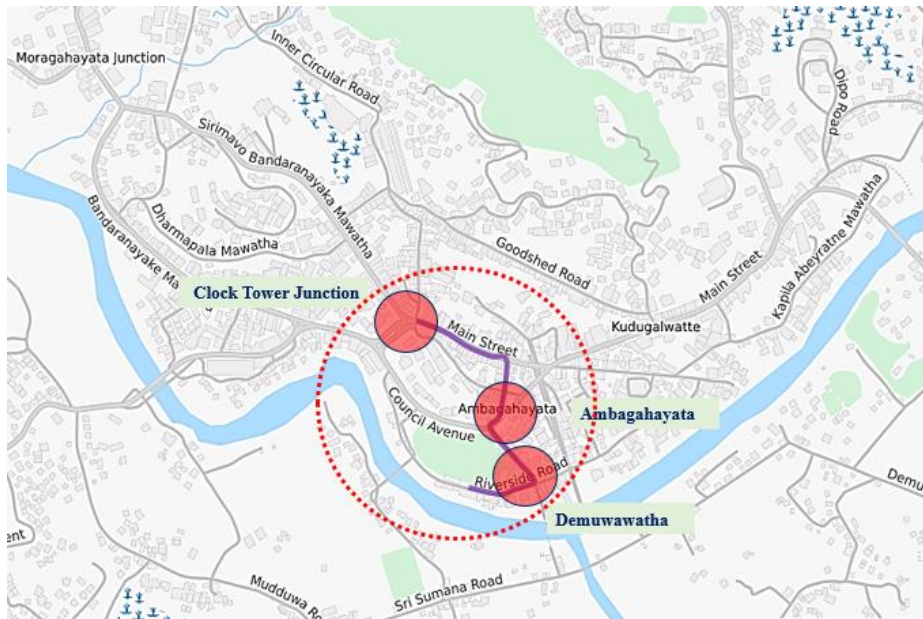 Moragahayata Junction
Inner Circular Road
Dipo Road
Sirimavo Bandaranayaka Mawatha
Bandaranayake Ma
Dharmapala Mawatha
Goodshed Road
Main Street
Kapila Abeyratne Mawatha
Clock Tower Junction
Main Street
Kudugalwatte
Council Avenue
Ambagahayata
Ambagahayata
Riverside Road
Demu
Demuwawatha
ent
Mudduwa Ro
Sri Sumana Road